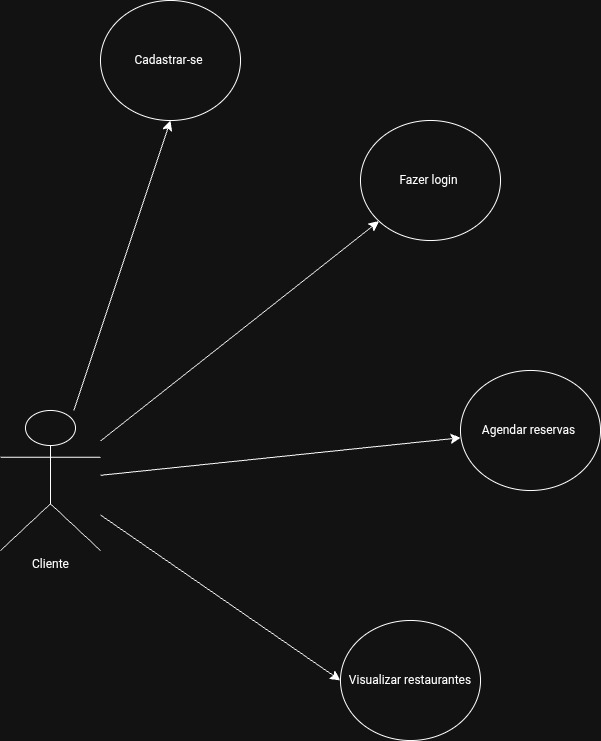 Cadastrar-se
Fazer login
Agendar reservas
Cliente
Visualizar restaurantes